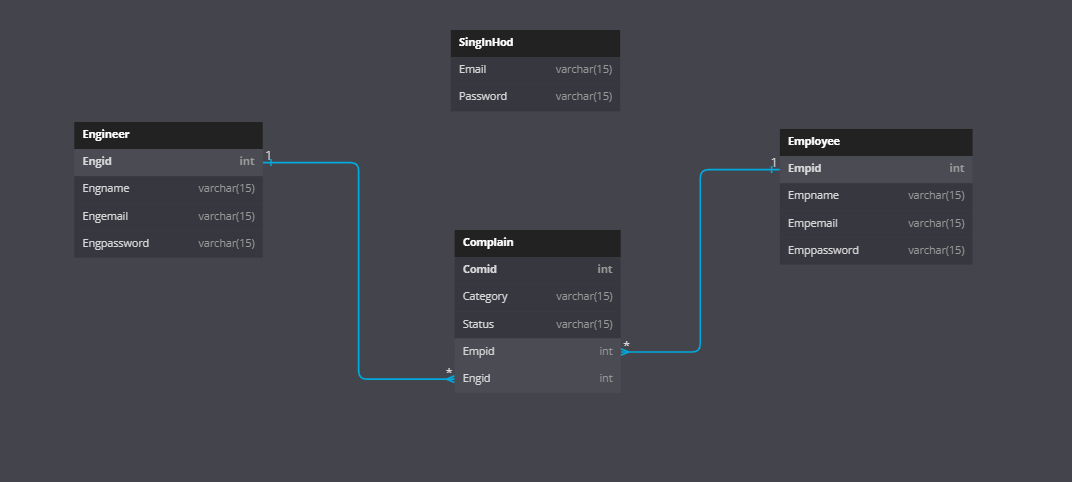 SingInHod
Email varchar(15)
Password varchar(15)
Engineer
Engid int
Engname varchar(15)
Engemail varchar(15)
Engpassword varchar(15)
1
Employee
Empid int
Empname varchar(15)
Empemail varchar(15)
Emppassword varchar(15)
1
Complain
Comid int
Category varchar(15)
Status varchar(15)
Empid int
Engid int
*
*